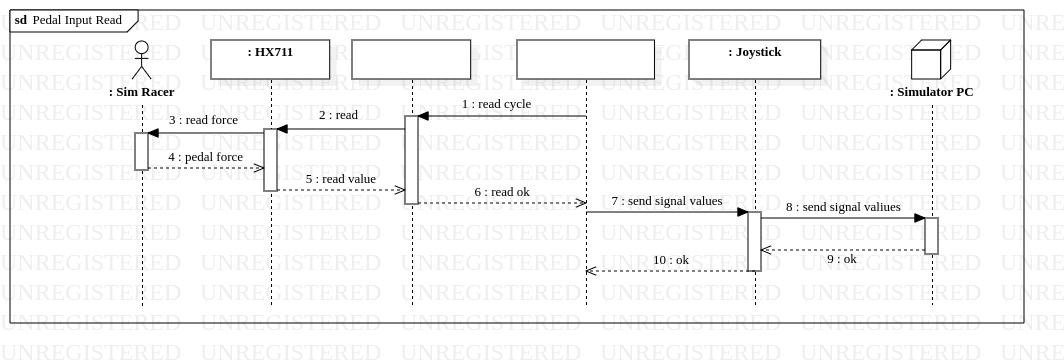 sd Pedal Input Read
: HX711
: Joystick
: Sim Racer
: Simulator PC
1 : read cycle
2 : read
3 : read force
4 : pedal force
5 : read value
6 : read ok
7 : send signal values
8 : send signal valiues
9 : ok
10 : ok
UNREGISTERED UNREGISTERED UNREGISTERED UNREGISTERED UNREGISTERED